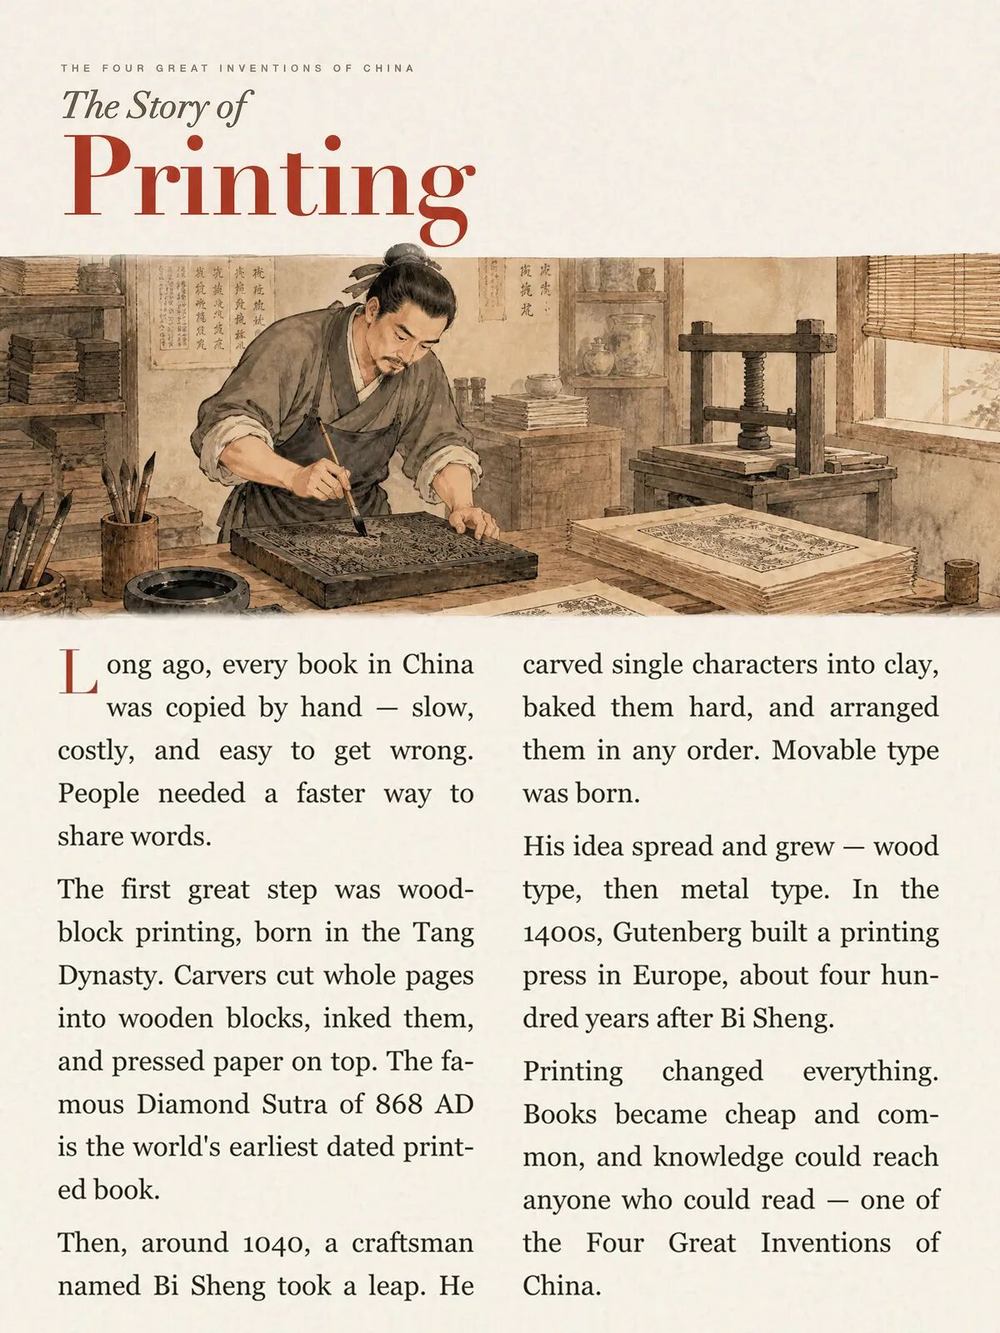 THE FOUR GREAT INVENTIONS OF CHINA
The Story of
Printing
Long ago, every book in China
was copied by hand — slow,
costly, and easy to get wrong.
People needed a faster way to
share words.
The first great step was wood-
block printing, born in the Tang
Dynasty. Carvers cut whole pages
into wooden blocks, inked them,
and pressed paper on top. The fa-
mous Diamond Sutra of 868 AD
is the world's earliest dated print-
ed book.
Then, around 1040, a craftsman
named Bi Sheng took a leap. He
carved single characters into clay,
baked them hard, and arranged
them in any order. Movable type
was born.
His idea spread and grew — wood
type, then metal type. In the
1400s, Gutenberg built a printing
press in Europe, about four hun-
dred years after Bi Sheng.
Printing changed everything.
Books became cheap and com-
mon, and knowledge could reach
anyone who could read — one of
the Four Great Inventions of
China.